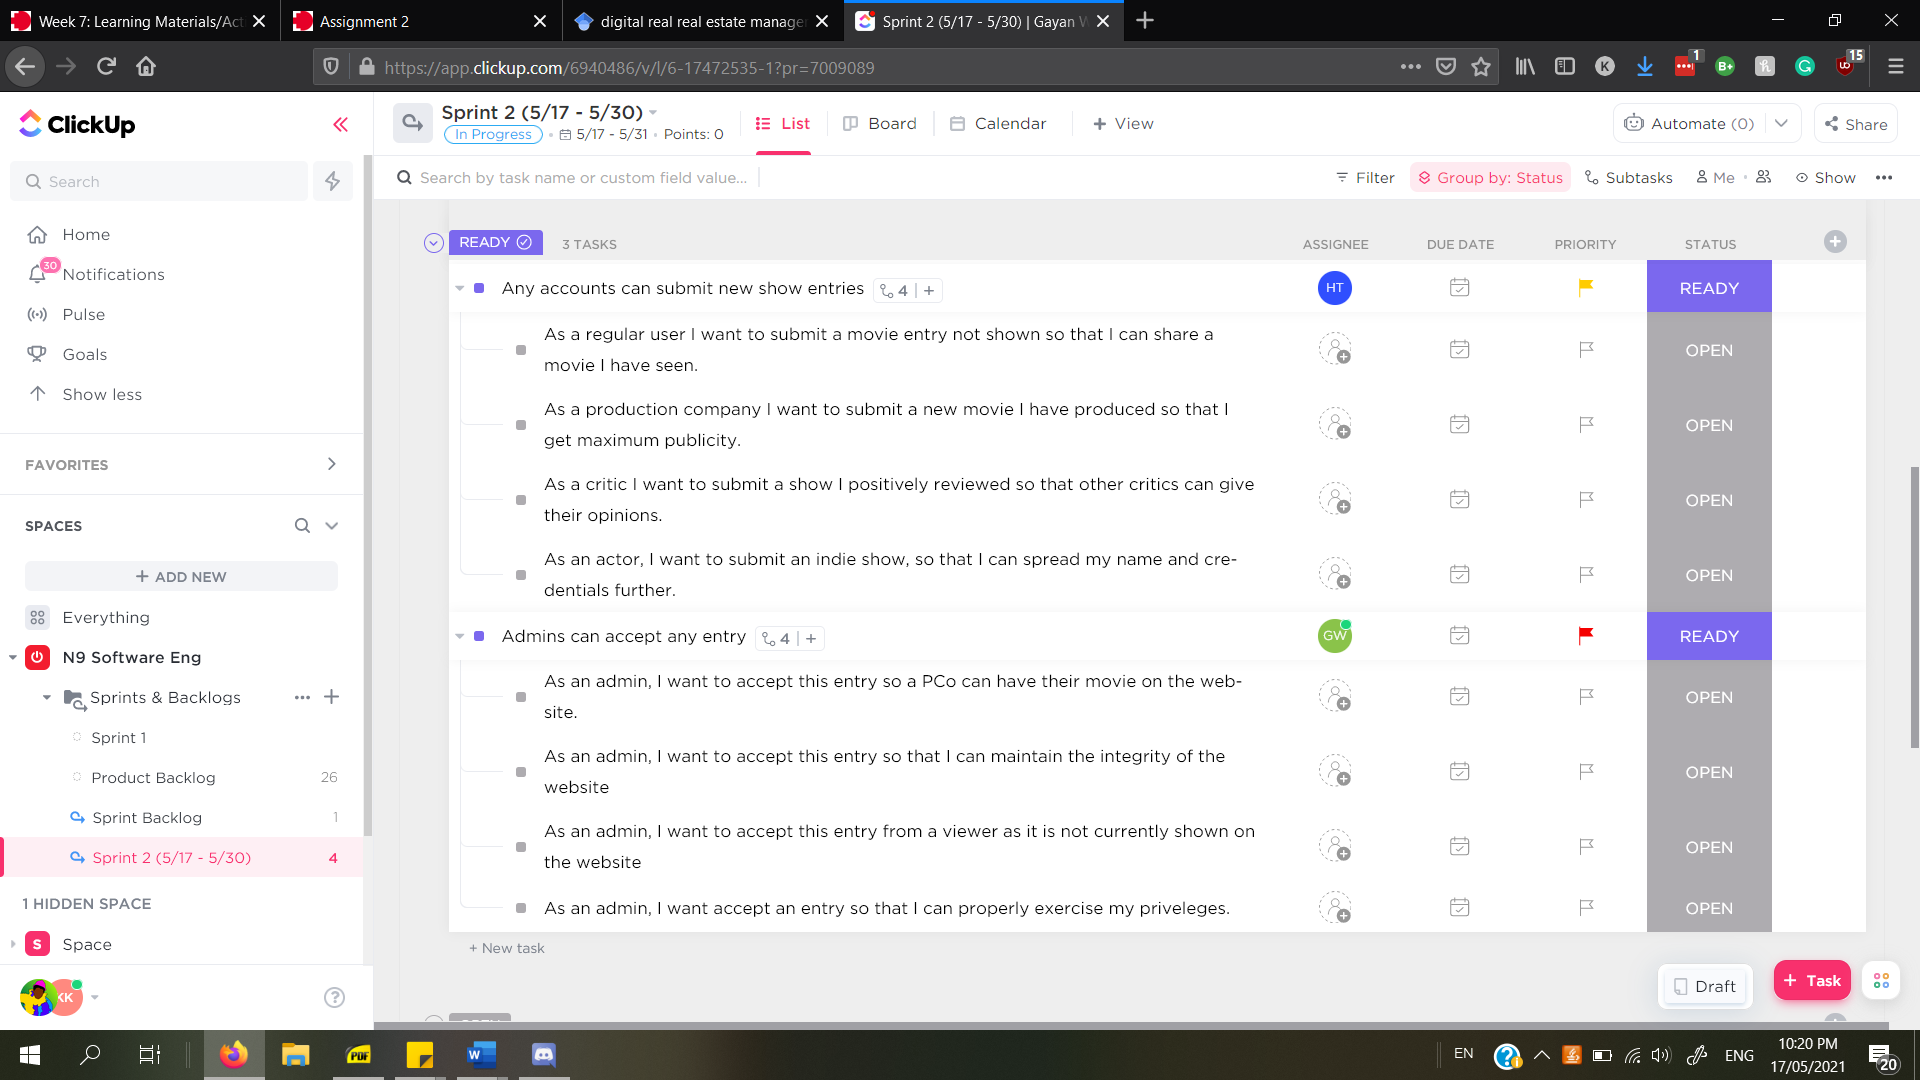 Week 7: Learning Materials/Act
Assignment 2
digital real real estate manage
Sprint 2 (5/17 - 5/30) | Gayan W
https://app.clickup.com/6940486/v/l/6-17472535-1?pr=7009089
1
15
ClickUp
Search
Home
30
Notifications
Pulse
Goals
Show less
FAVORITES
SPACES
+ ADD NEW
Everything
N9 Software Eng
Sprints & Backlogs
Sprint 1
Product Backlog 26
Sprint Backlog 1
Sprint 2 (5/17 - 5/30) 4
1 HIDDEN SPACE
S Space
KK
Sprint 2 (5/17 - 5/30)
In Progress 5/17 - 5/31 Points: 0
List
Board
Calendar
+ View
Automate (0)
Share
Search by task name or custom field value...
Filter
Group by: Status
Subtasks
Me
Show
READY 3 TASKS ASSIGNEE DUE DATE PRIORITY STATUS
Any accounts can submit new show entries 4 | + HT READY
As a regular user I want to submit a movie entry not shown so that I can share a
movie I have seen.
OPEN
As a production company I want to submit a new movie I have produced so that I
get maximum publicity.
OPEN
As a critic I want to submit a show I positively reviewed so that other critics can give
their opinions.
OPEN
As an actor, I want to submit an indie show, so that I can spread my name and cre-
dentials further.
OPEN
Admins can accept any entry 4 | + GW READY
As an admin, I want to accept this entry so a PCo can have their movie on the web-
site.
OPEN
As an admin, I want to accept this entry so that I can maintain the integrity of the
website
OPEN
As an admin, I want to accept this entry from a viewer as it is not currently shown on
the website
OPEN
As an admin, I want accept an entry so that I can properly exercise my priveleges. OPEN
+ New task
Draft
+ Task
PDF
EN
ENG
10:20 PM
17/05/2021
20